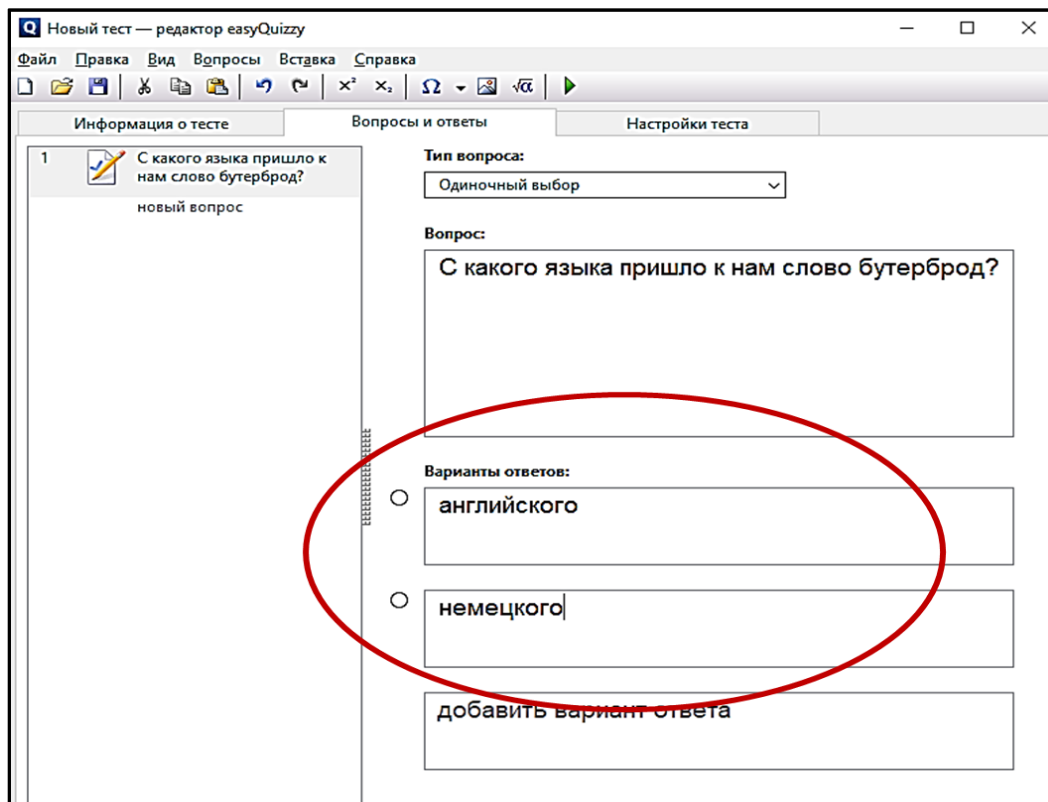 Q Новый тест — редактор easyQuizzy
Файл Правка Вид Вопросы Вставка Справка
x² x₂ Ω √α
Информация о тесте Вопросы и ответы Настройки теста
1 С какого языка пришло к
нам слово бутерброд?
новый вопрос
Тип вопроса:
Одиночный выбор
Вопрос:
С какого языка пришло к нам слово бутерброд?
Варианты ответов:
английского
немецкого
добавить вариант ответа